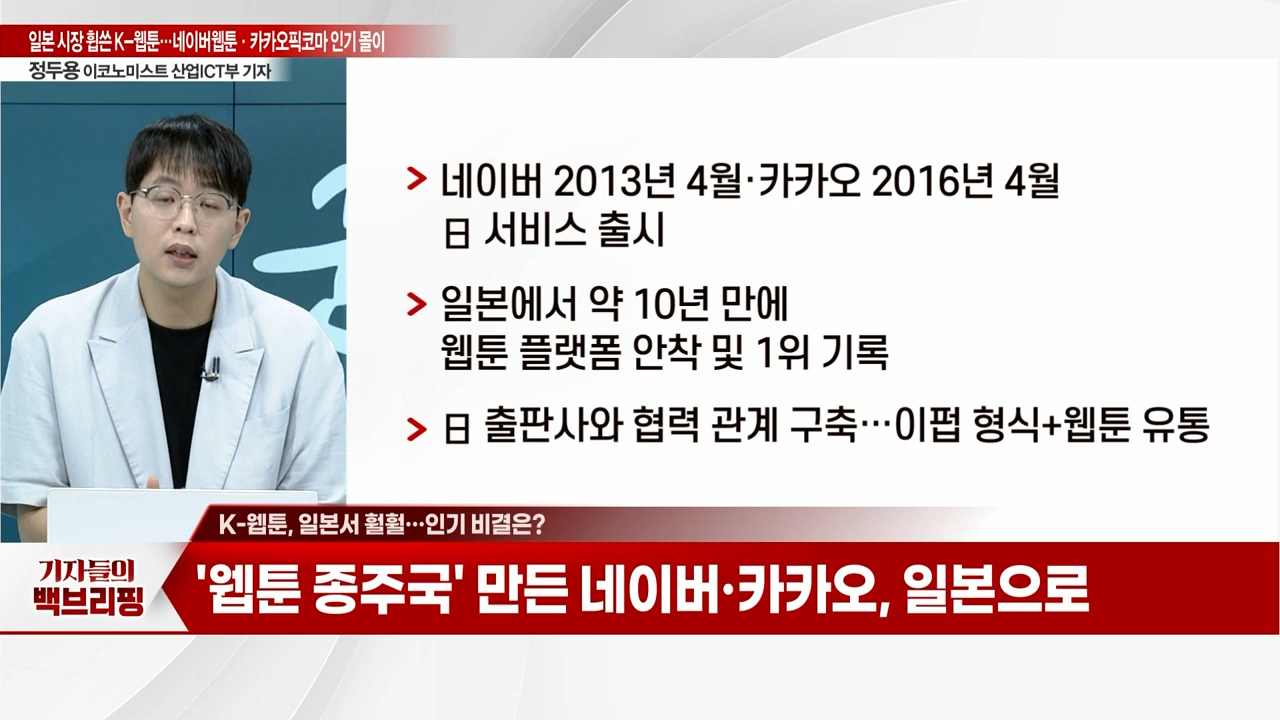 일본 시장 휩쓴 K-웹툰…네이버웹툰·카카오픽코마 인기 몰이
정두용 이코노미스트 산업ICT부 기자
> 네이버 2013년 4월·카카오 2016년 4월
日 서비스 출시
> 일본에서 약 10년 만에
웹툰 플랫폼 안착 및 1위 기록
> 日 출판사와 협력 관계 구축…이펍 형식+웹툰 유통
K-웹툰, 일본서 훨훨…인기 비결은?
기자들의
백브리핑
'웹툰 종주국' 만든 네이버·카카오, 일본으로